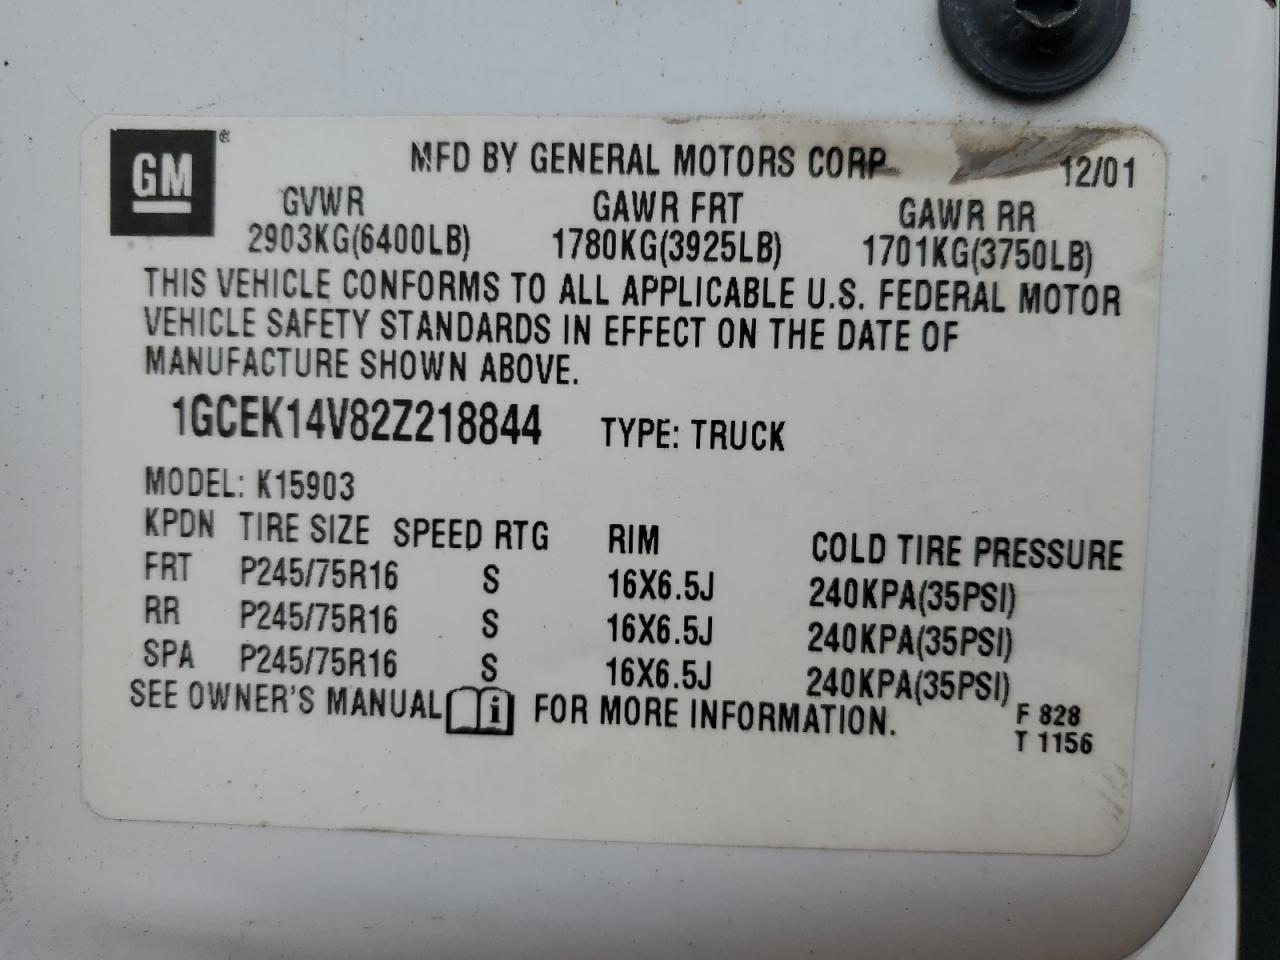 GM ®
MFD BY GENERAL MOTORS CORP 12/01
GVWR GAWR FRT GAWR RR
2903KG(6400LB) 1780KG(3925LB) 1701KG(3750LB)
THIS VEHICLE CONFORMS TO ALL APPLICABLE U.S. FEDERAL MOTOR
VEHICLE SAFETY STANDARDS IN EFFECT ON THE DATE OF
MANUFACTURE SHOWN ABOVE.
1GCEK14V82Z218844 TYPE: TRUCK
MODEL: K15903
KPDN TIRE SIZE SPEED RTG RIM COLD TIRE PRESSURE
FRT P245/75R16 S 16X6.5J 240KPA(35PSI)
RR P245/75R16 S 16X6.5J 240KPA(35PSI)
SPA P245/75R16 S 16X6.5J 240KPA(35PSI)
SEE OWNER'S MANUAL i FOR MORE INFORMATION.
F 828
T 1156